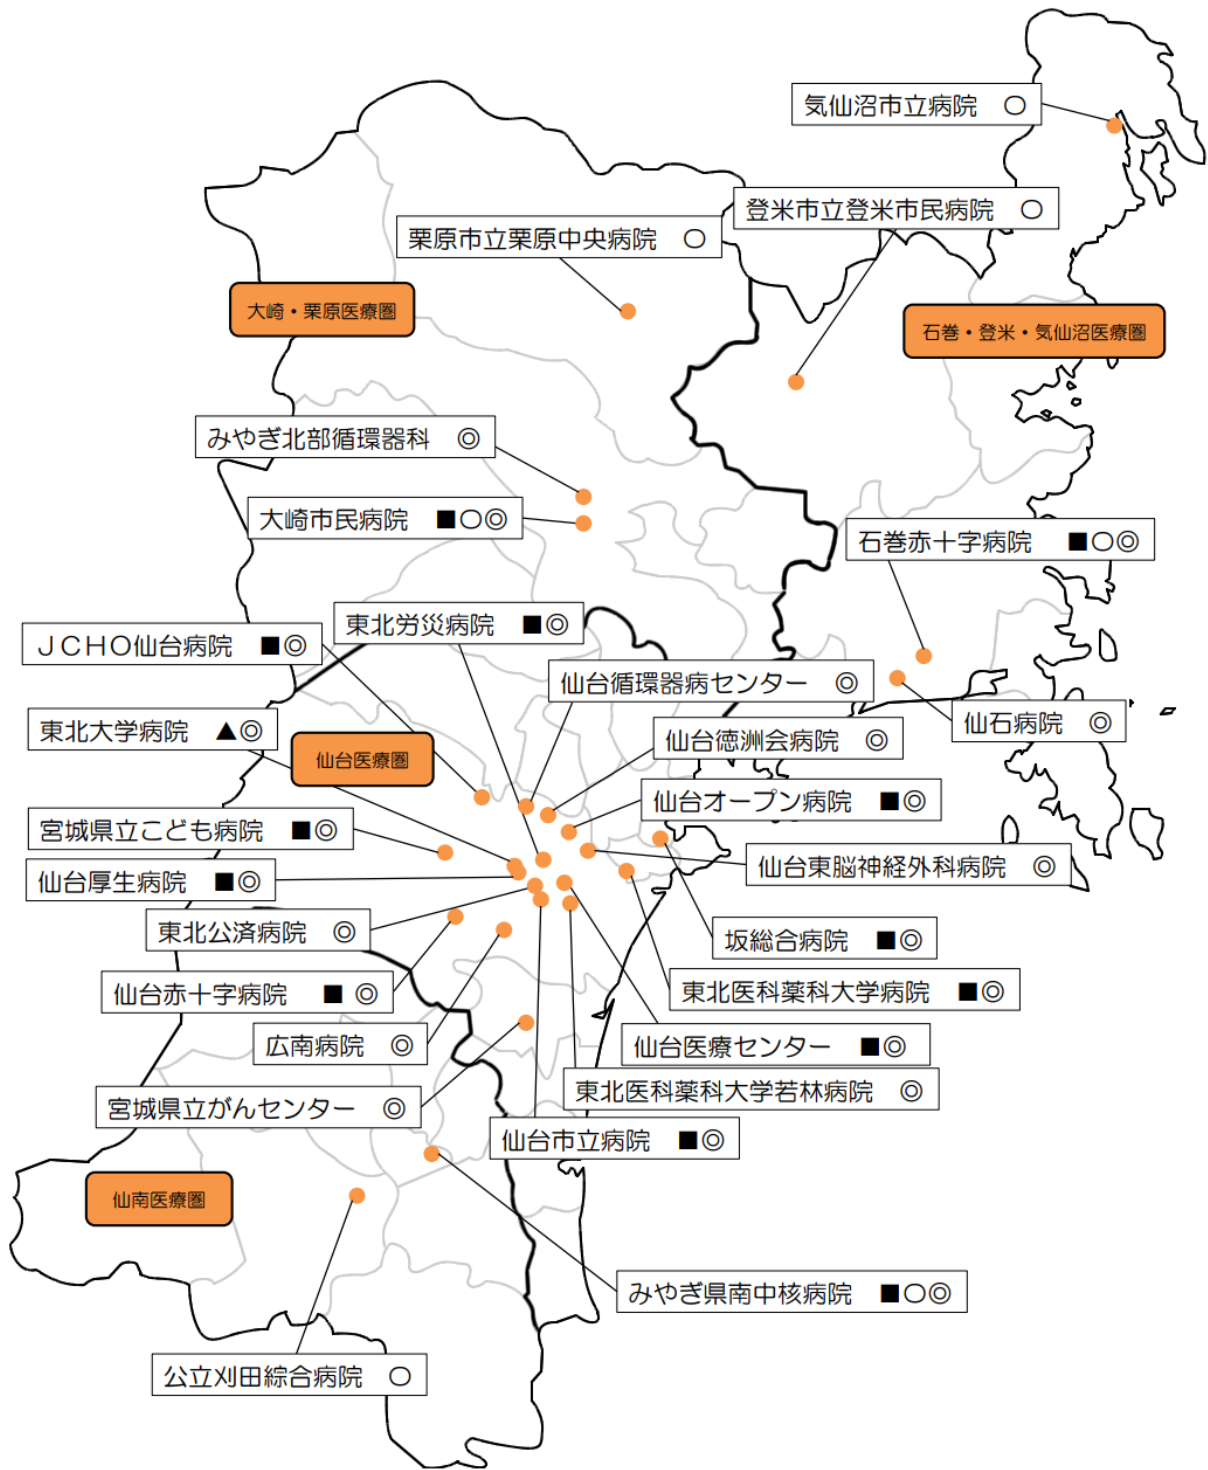 気仙沼市立病院　〇
登米市立登米市民病院　〇
栗原市立栗原中央病院　〇
大崎・栗原医療圏
石巻・登米・気仙沼医療圏
みやぎ北部循環器科　◎
大崎市民病院　■〇◎
石巻赤十字病院　■〇◎
東北労災病院　■◎
ＪＣＨＯ仙台病院　■◎
仙台循環器病センター　◎
仙石病院　◎
東北大学病院　▲◎
仙台徳洲会病院　◎
仙台医療圏
仙台オープン病院　■◎
宮城県立こども病院　■◎
仙台東脳神経外科病院　◎
仙台厚生病院　■◎
東北公済病院　◎
坂総合病院　■◎
仙台赤十字病院　■ ◎
東北医科薬科大学病院　■◎
広南病院　◎
仙台医療センター　■◎
東北医科薬科大学若林病院　◎
宮城県立がんセンター　◎
仙台市立病院　■◎
仙南医療圏
みやぎ県南中核病院　■〇◎
公立刈田綜合病院　〇